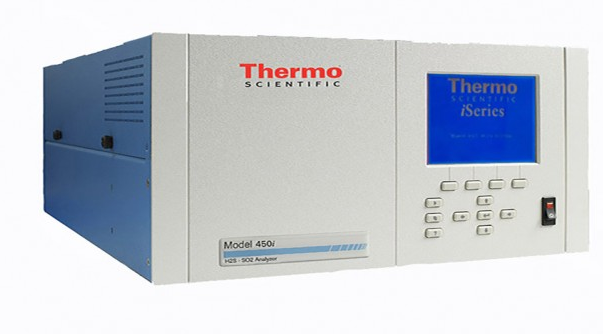 Thermo
SCIENTIFIC
Thermo
SCIENTIFIC
iSeries
Model 450i
H2S - SO2 Analyzer